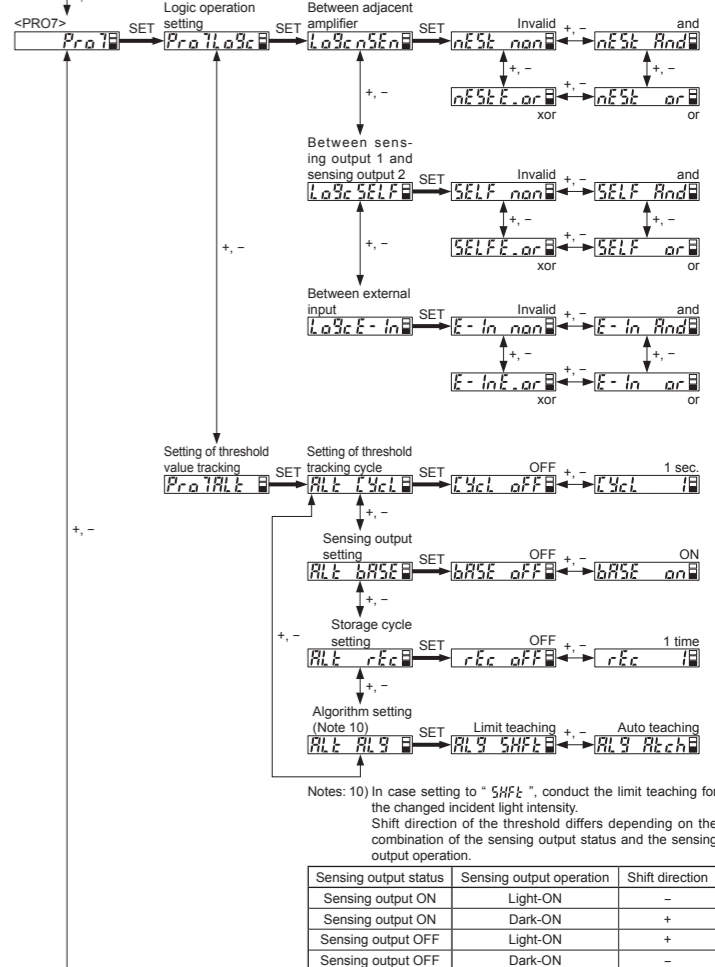 +, −
Logic operation
setting
Between adjacent
amplifier
<PRO7>
Pro7 SET Pro7Logc SET LogcnSEn SET Invalid nESt non +, − and nESt And
+, − +, −
nEStE.or xor +, − nESt or or
+, −
Between sens-
ing output 1 and
sensing output 2
LogcSELF SET Invalid SELF non +, − and SELF And
+, − +, −
SELFE.or xor +, − SELF or or
+, −
+, −
Between external
input
LogcE-In SET Invalid E-In non +, − and E-In And
+, − +, −
E-InE.or xor +, − E-In or or
Setting of threshold
value tracking
Setting of threshold
tracking cycle
Pro7ALt SET ALt CYcL SET OFF CYcL oFF +, − 1 sec. CYcL 1
+, −
+, −
Sensing output
setting
ALt bASE SET OFF bASE oFF +, − ON bASE on
+, −
Storage cycle
setting
+, −
ALt rEc SET OFF rEc oFF +, − 1 time rEc 1
+, −
Algorithm setting
(Note 10)
ALt ALg SET Limit teaching ALg SHFt +, − Auto teaching ALg Atch
Notes: 10) In case setting to “ SHFt ”, conduct the limit teaching for
the changed incident light intensity.
Shift direction of the threshold differs depending on the
combination of the sensing output status and the sensing
output operation.
Sensing output status Sensing output operation Shift direction
Sensing output ON Light-ON −
Sensing output ON Dark-ON +
Sensing output OFF Light-ON +
Sensing output OFF Dark-ON −